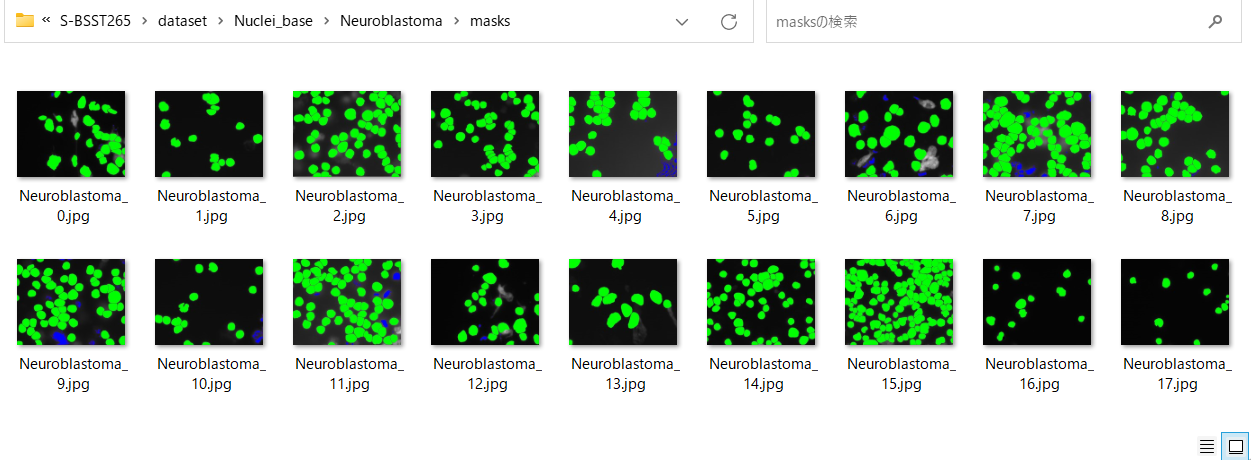 « S-BSST265 > dataset > Nuclei_base > Neuroblastoma > masks
masksの検索
Neuroblastoma_0.jpg
Neuroblastoma_1.jpg
Neuroblastoma_2.jpg
Neuroblastoma_3.jpg
Neuroblastoma_4.jpg
Neuroblastoma_5.jpg
Neuroblastoma_6.jpg
Neuroblastoma_7.jpg
Neuroblastoma_8.jpg
Neuroblastoma_9.jpg
Neuroblastoma_10.jpg
Neuroblastoma_11.jpg
Neuroblastoma_12.jpg
Neuroblastoma_13.jpg
Neuroblastoma_14.jpg
Neuroblastoma_15.jpg
Neuroblastoma_16.jpg
Neuroblastoma_17.jpg